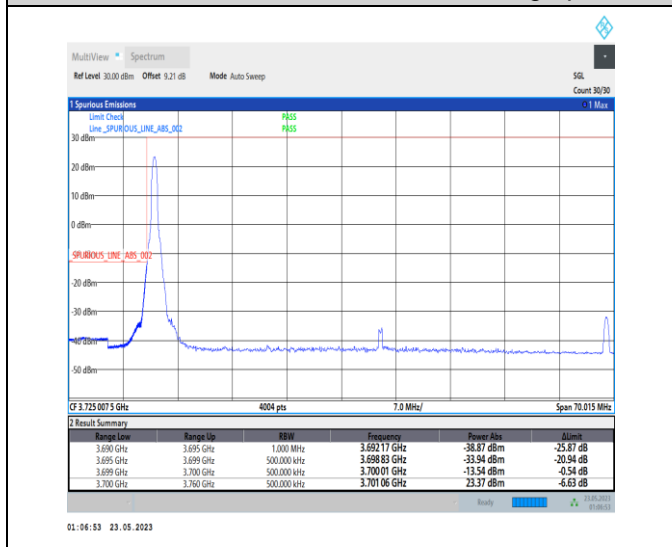 MultiView Spectrum
Ref Level 30.00 dBm Offset 9.21 dB Mode Auto Sweep SGL
Count 30/30
1 Spurious Emissions 1 Max
Limit Check PASS
Line _SPURIOUS_LINE_ABS_002 PASS
30 dBm
20 dBm
10 dBm
0 dBm
_SPURIOUS_LINE_ABS_002
-20 dBm
-30 dBm
-40 dBm
-50 dBm
CF 3.725 007 5 GHz 4004 pts 7.0 MHz/ Span 70.015 MHz
2 Result Summary
Range Low Range Up RBW Frequency Power Abs ΔLimit
3.690 GHz 3.695 GHz 1.000 MHz 3.692 17 GHz -38.87 dBm -25.87 dB
3.695 GHz 3.699 GHz 500.000 kHz 3.698 83 GHz -33.94 dBm -20.94 dB
3.699 GHz 3.700 GHz 500.000 kHz 3.700 01 GHz -13.54 dBm -0.54 dB
3.700 GHz 3.760 GHz 500.000 kHz 3.701 06 GHz 23.37 dBm -6.63 dB
Ready 23.05.2023
01:06:53
01:06:53 23.05.2023